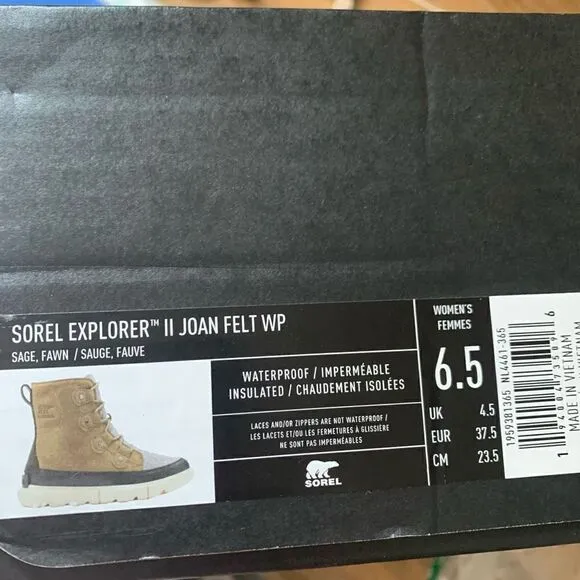 SOREL EXPLORER™ II JOAN FELT WP
SAGE, FAWN / SAUGE, FAUVE
WATERPROOF / IMPERMÉABLE
INSULATED / CHAUDEMENT ISOLÉES
LACES AND/OR ZIPPERS ARE NOT WATERPROOF /
LES LACETS ET/OU LES FERMETURES À GLISSIÈRE
NE SONT PAS IMPERMÉABLES
SOREL
WOMEN'S
FEMMES
6.5
UK 4.5
EUR 37.5
CM 23.5
1959381365 NL4461-365
MADE IN VIETNAM